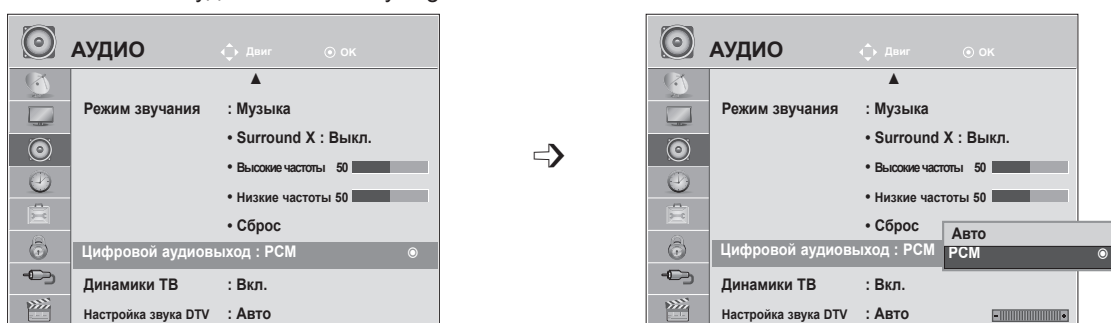 АУДИО
Двиг
ОК
Режим звучания : Музыка
• Surround X : Выкл.
• Высокие частоты 50
• Низкие частоты 50
• Сброс
Цифровой аудиовыход : PCM
Динамики ТВ : Вкл.
Настройка звука DTV : Авто
АУДИО
Двиг
ОК
Режим звучания : Музыка
• Surround X : Выкл.
• Высокие частоты 50
• Низкие частоты 50
• Сброс
Цифровой аудиовыход : PCM
Авто
PCM
Динамики ТВ : Вкл.
Настройка звука DTV : Авто
- +